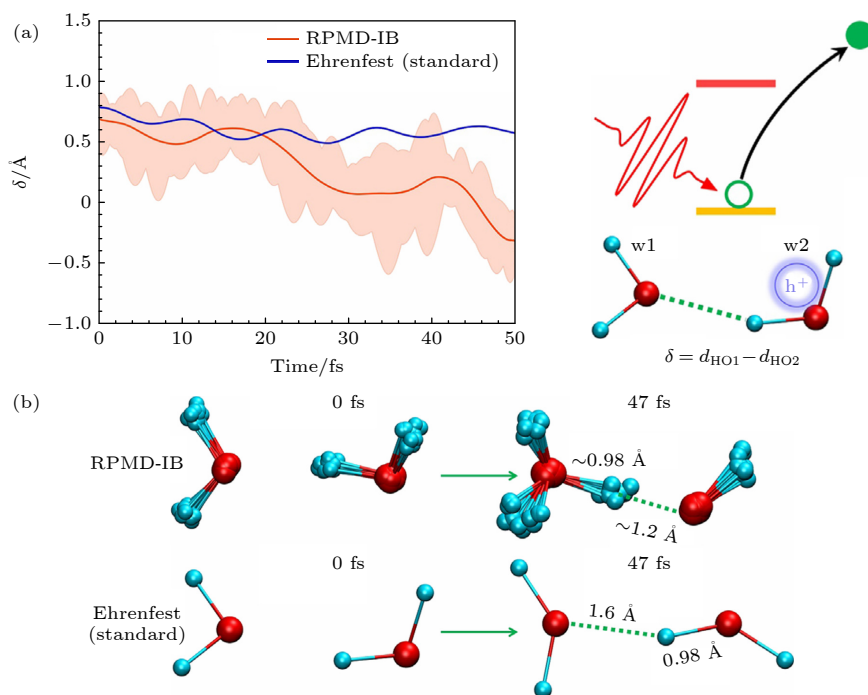 (a)
1.5
1.0
0.5
0
−0.5
−1.0
δ/Å
RPMD-IB
Ehrenfest (standard)
0 10 20 30 40 50
Time/fs
w1 w2
h⁺
δ = d_HO1 − d_HO2
(b)
0 fs 47 fs
RPMD-IB
~0.98 Å
~1.2 Å
0 fs 47 fs
Ehrenfest
(standard)
1.6 Å
0.98 Å